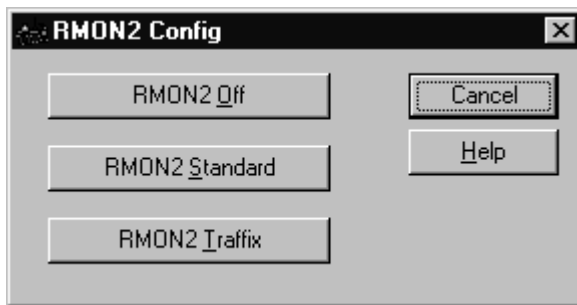 RMON2 Config
RMON2 Off
Cancel
RMON2 Standard
Help
RMON2 Traffix